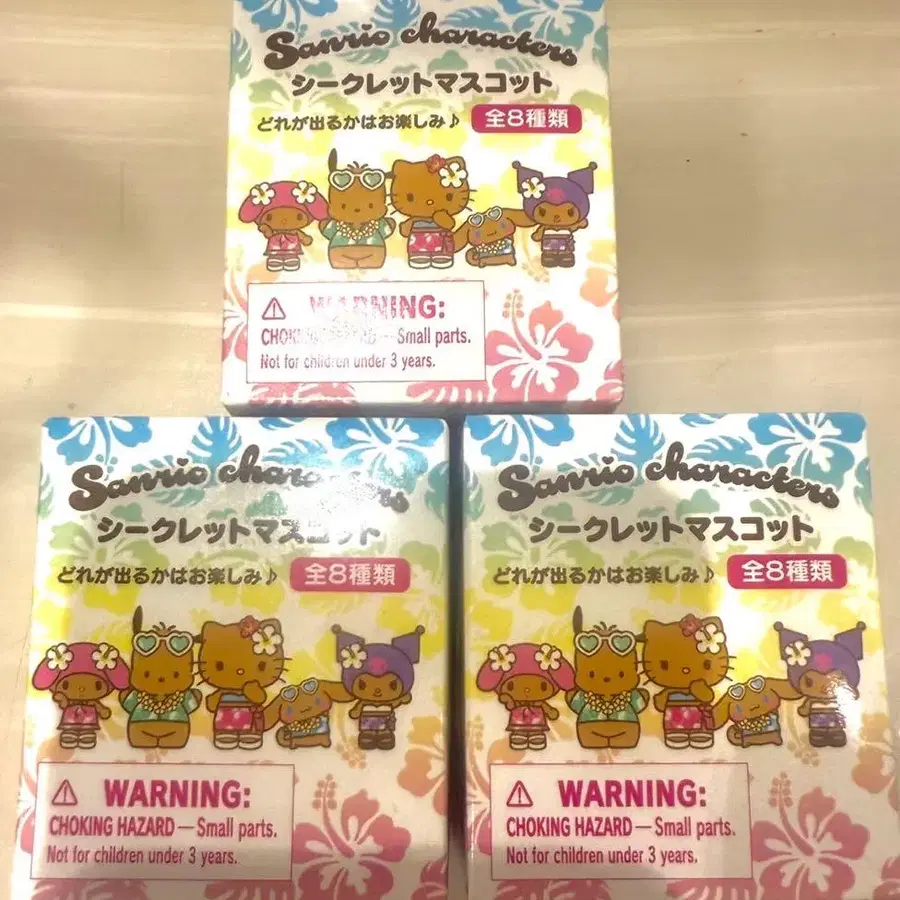 Sanrio characters
シークレットマスコット
どれが出るかはお楽しみ♪ 全8種類
WARNING:
CHOKING HAZARD — Small parts.
Not for children under 3 years.
Sanrio characters
シークレットマスコット
どれが出るかはお楽しみ♪ 全8種類
WARNING:
CHOKING HAZARD — Small parts.
Not for children under 3 years.
Sanrio characters
シークレットマスコット
どれが出るかはお楽しみ♪ 全8種類
WARNING:
CHOKING HAZARD — Small parts.
Not for children under 3 years.